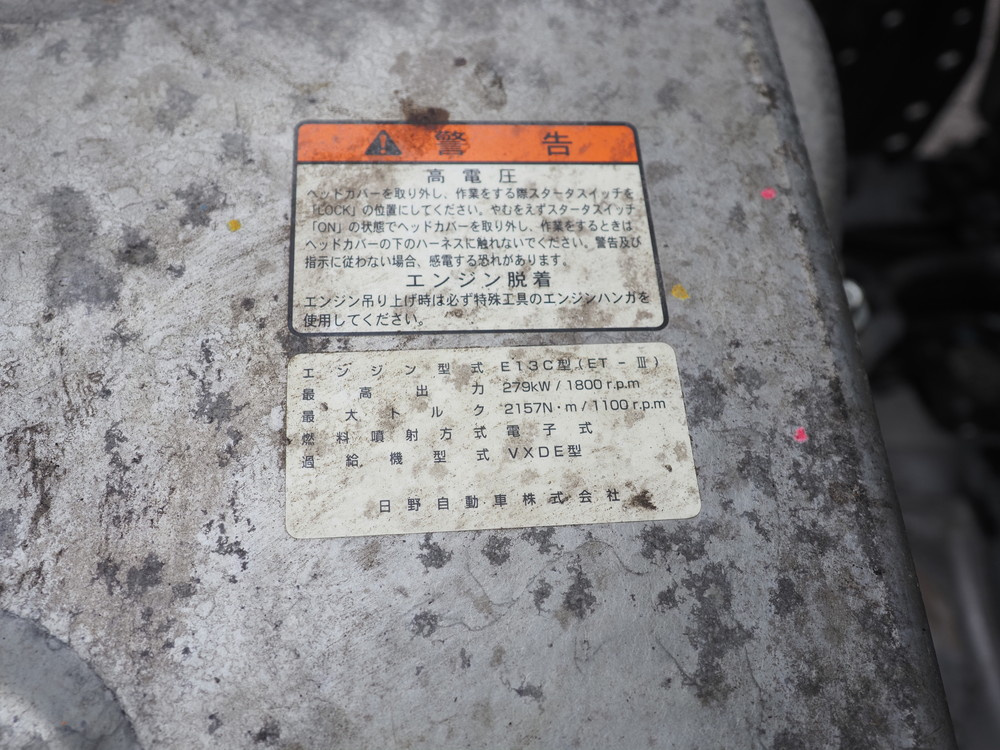 警告
高電圧
ヘッドカバーを取り外し、作業をする際スタータスイッチを
「LOCK」の位置にしてください。やむをえずスタータスイッチ
「ON」の状態でヘッドカバーを取り外し、作業をするときは
ヘッドカバーの下のハーネスに触れないでください。警告及び
指示に従わない場合、感電する恐れがあります。
エンジン脱着
エンジン吊り上げ時は必ず特殊工具のエンジンハンガを
使用してください。
エンジン型式 E13C型(ET-Ⅲ)
最高出力 279kW/1800r.p.m
最大トルク 2157N・m/1100r.p.m
燃料噴射方式 電子式
過給機型式 VXDE型
日野自動車株式会社